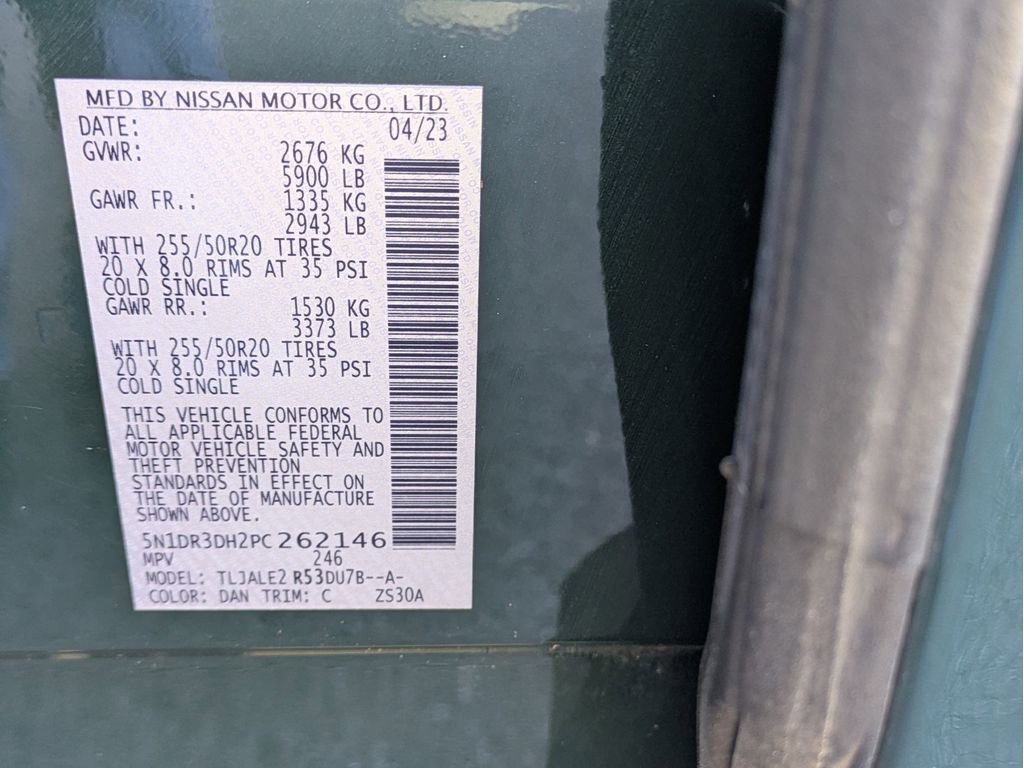 MFD BY NISSAN MOTOR CO., LTD.
DATE: 04/23
GVWR: 2676 KG
5900 LB
GAWR FR.: 1335 KG
2943 LB
WITH 255/50R20 TIRES
20 X 8.0 RIMS AT 35 PSI
COLD SINGLE
GAWR RR.: 1530 KG
3373 LB
WITH 255/50R20 TIRES
20 X 8.0 RIMS AT 35 PSI
COLD SINGLE
THIS VEHICLE CONFORMS TO
ALL APPLICABLE FEDERAL
MOTOR VEHICLE SAFETY AND
THEFT PREVENTION
STANDARDS IN EFFECT ON
THE DATE OF MANUFACTURE
SHOWN ABOVE.
5N1DR3DH2PC262146
MPV 246
MODEL: TLJALE2 R53DU7B--A-
COLOR: DAN TRIM: C ZS30A